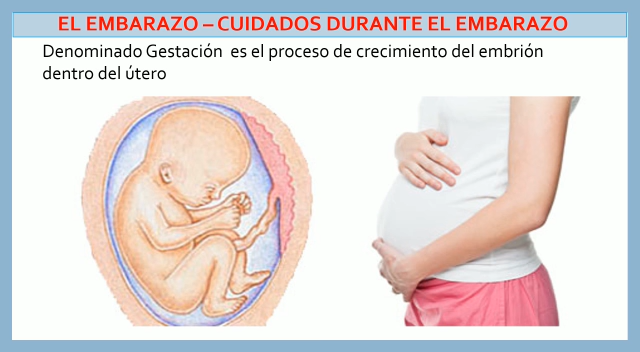 EL EMBARAZO – CUIDADOS DURANTE EL EMBARAZO
Denominado Gestación  es el proceso de crecimiento del embrión
dentro del útero